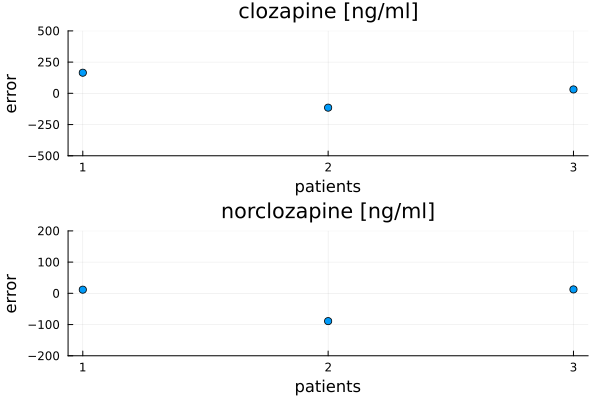 clozapine [ng/ml]
500
250
0
−250
−500
error
1 2 3
patients
norclozapine [ng/ml]
200
100
0
−100
−200
error
1 2 3
patients